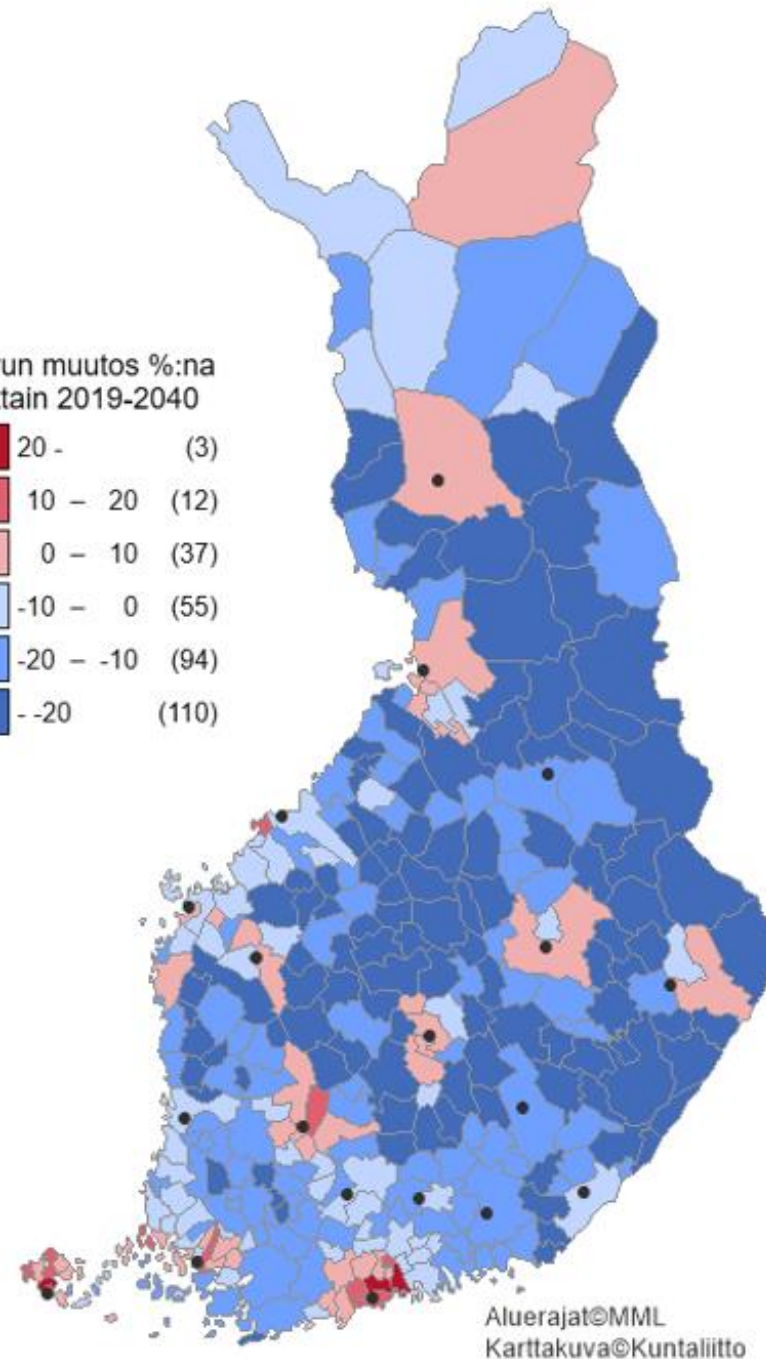 un muutos %:na
tain 2019-2040
20 - (3)
10 – 20 (12)
0 – 10 (37)
-10 – 0 (55)
-20 – -10 (94)
- -20 (110)
Aluerajat©MML
Karttakuva©Kuntaliitto